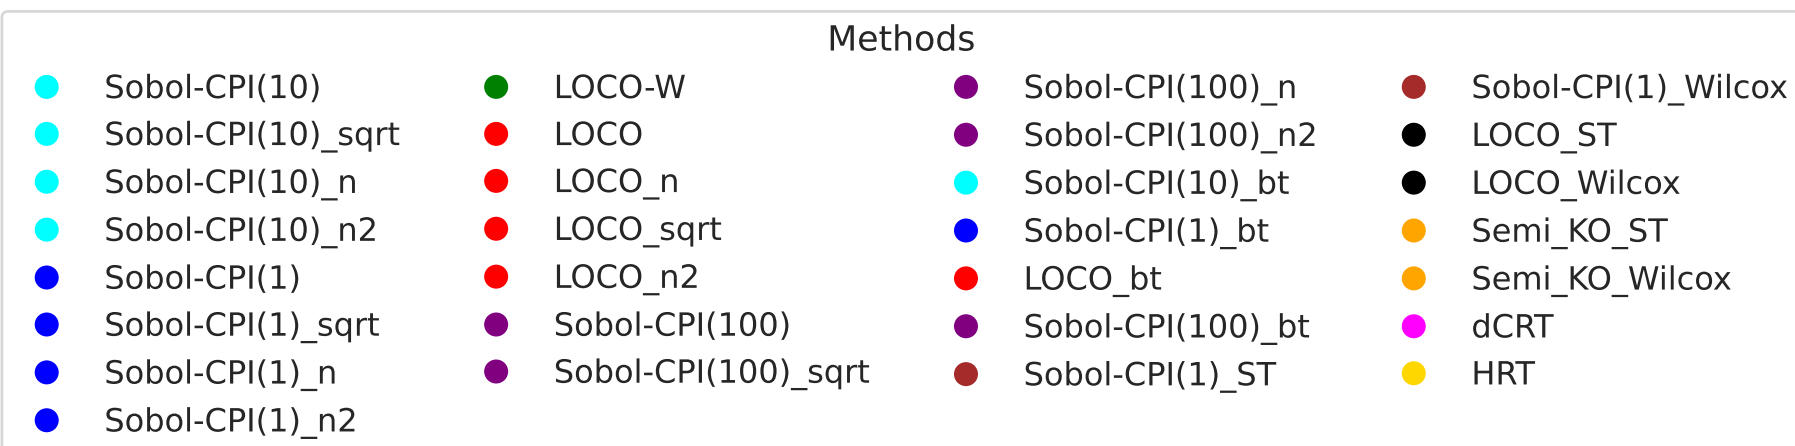 Methods
Sobol-CPI(10)
Sobol-CPI(10)_sqrt
Sobol-CPI(10)_n
Sobol-CPI(10)_n2
Sobol-CPI(1)
Sobol-CPI(1)_sqrt
Sobol-CPI(1)_n
Sobol-CPI(1)_n2
LOCO-W
LOCO
LOCO_n
LOCO_sqrt
LOCO_n2
Sobol-CPI(100)
Sobol-CPI(100)_sqrt
Sobol-CPI(100)_n
Sobol-CPI(100)_n2
Sobol-CPI(10)_bt
Sobol-CPI(1)_bt
LOCO_bt
Sobol-CPI(100)_bt
Sobol-CPI(1)_ST
Sobol-CPI(1)_Wilcox
LOCO_ST
LOCO_Wilcox
Semi_KO_ST
Semi_KO_Wilcox
dCRT
HRT